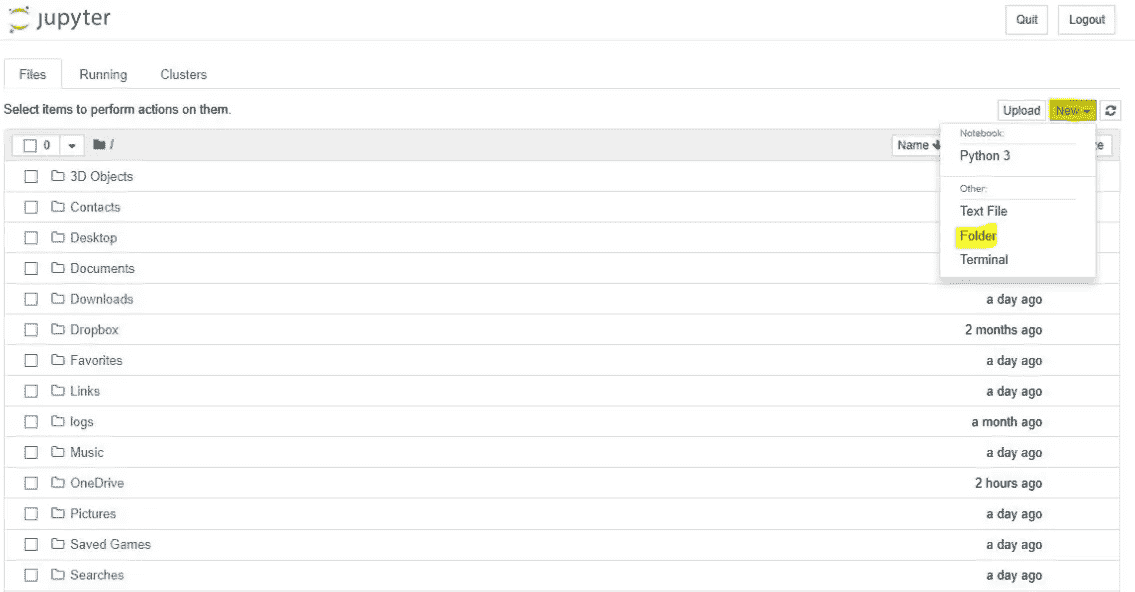 jupyter
Quit
Logout
Files
Running
Clusters
Select items to perform actions on them.
Upload
New
0
/
Name
Notebook:
Python 3
Other:
Text File
Folder
Terminal
3D Objects
Contacts
Desktop
Documents
Downloads a day ago
Dropbox 2 months ago
Favorites a day ago
Links a day ago
logs a month ago
Music a day ago
OneDrive 2 hours ago
Pictures a day ago
Saved Games a day ago
Searches a day ago